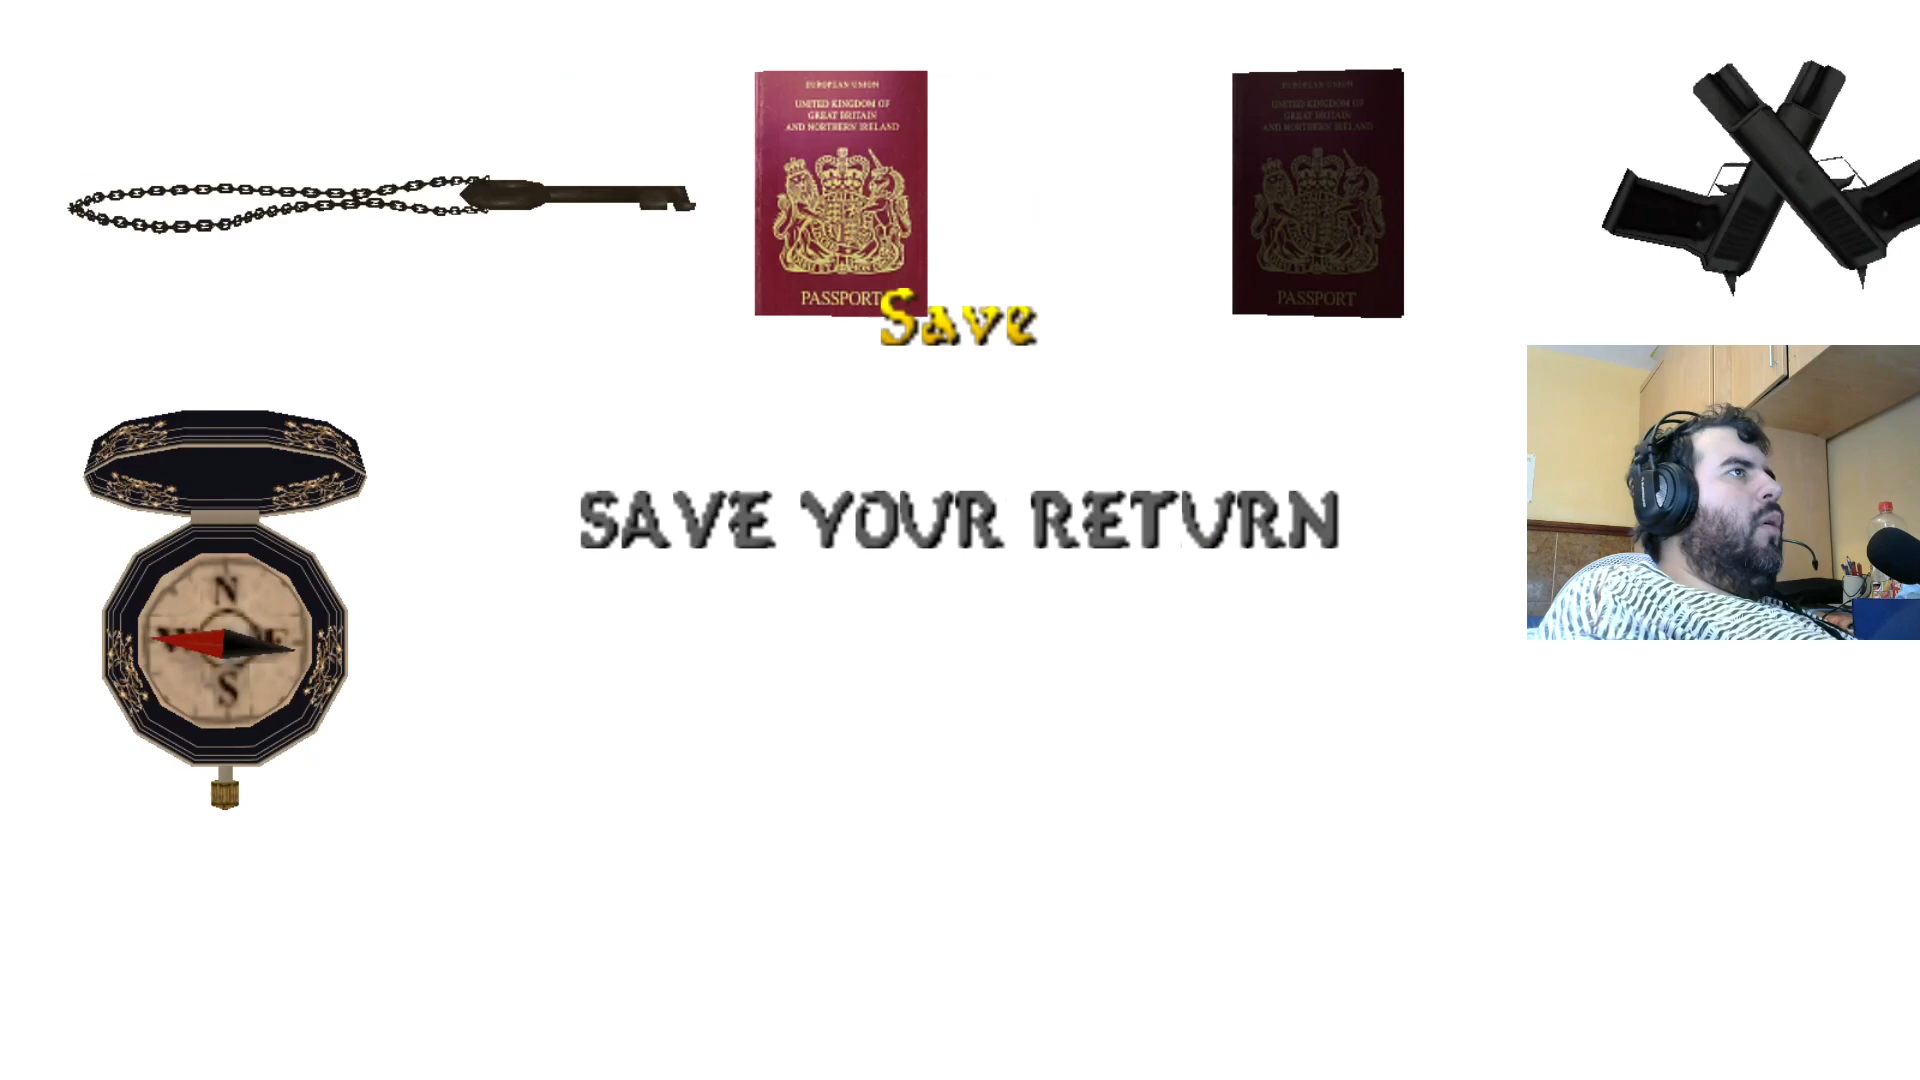 EUROPEAN UNION
UNITED KINGDOM OF
GREAT BRITAIN
AND NORTHERN IRELAND
PASSPORT
Save
EUROPEAN UNION
UNITED KINGDOM OF
GREAT BRITAIN
AND NORTHERN IRELAND
PASSPORT
SAVE YOUR RETURN
N
W E
S